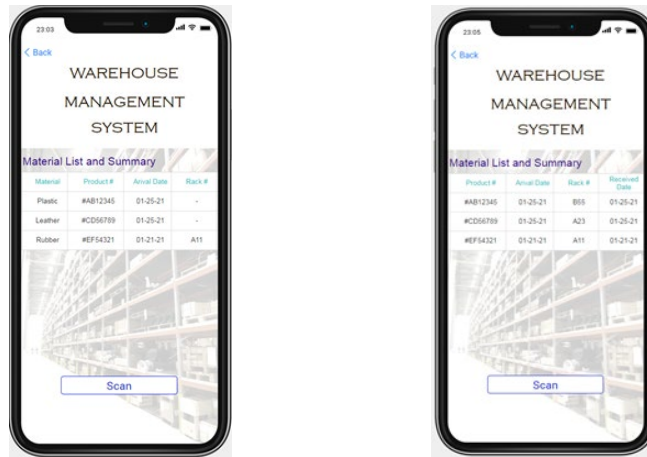 23:03
< Back
WAREHOUSE
MANAGEMENT
SYSTEM
Material List and Summary
Material Product # Arival Date Rack #
Plastic #AB12345 01-25-21 -
Leather #CD56789 01-25-21 -
Rubber #EF54321 01-21-21 A11
Scan
23:05
< Back
WAREHOUSE
MANAGEMENT
SYSTEM
Material List and Summary
Product # Arival Date Rack # Received
Date
#AB12345 01-25-21 B55 01-25-21
#CD56789 01-25-21 A23 01-25-21
#EF54321 01-21-21 A11 01-21-21
Scan